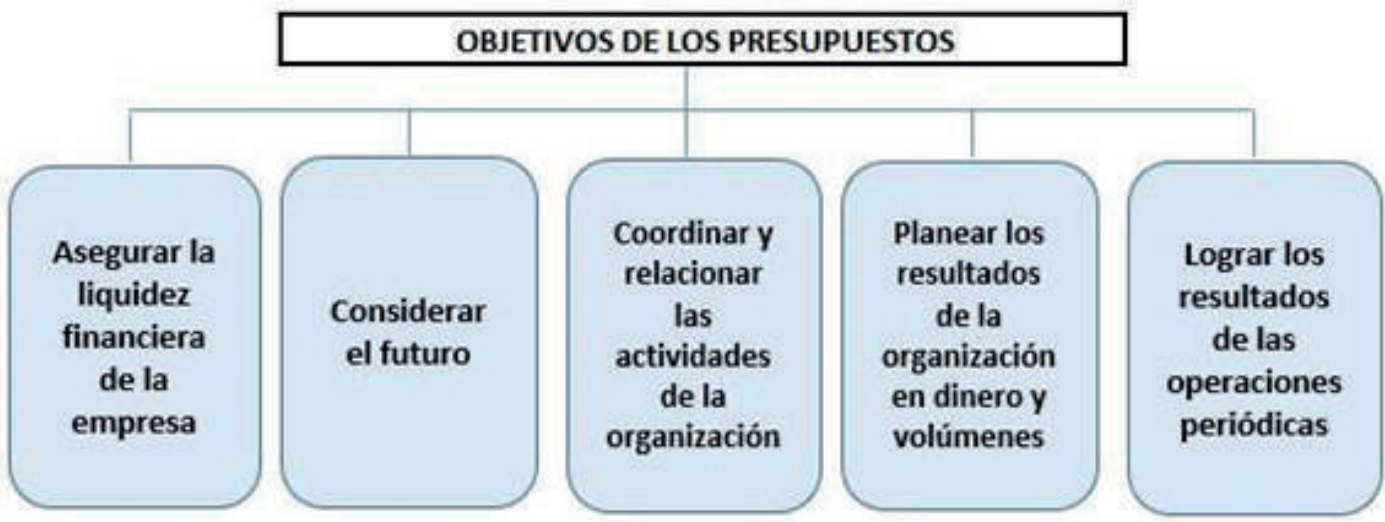 OBJETIVOS DE LOS PRESUPUESTOS
Asegurar la
liquidez
financiera
de la
empresa
Considerar
el futuro
Coordinar y
relacionar
las
actividades
de la
organización
Planear los
resultados
de la
organización
en dinero y
volúmenes
Lograr los
resultados
de las
operaciones
periódicas